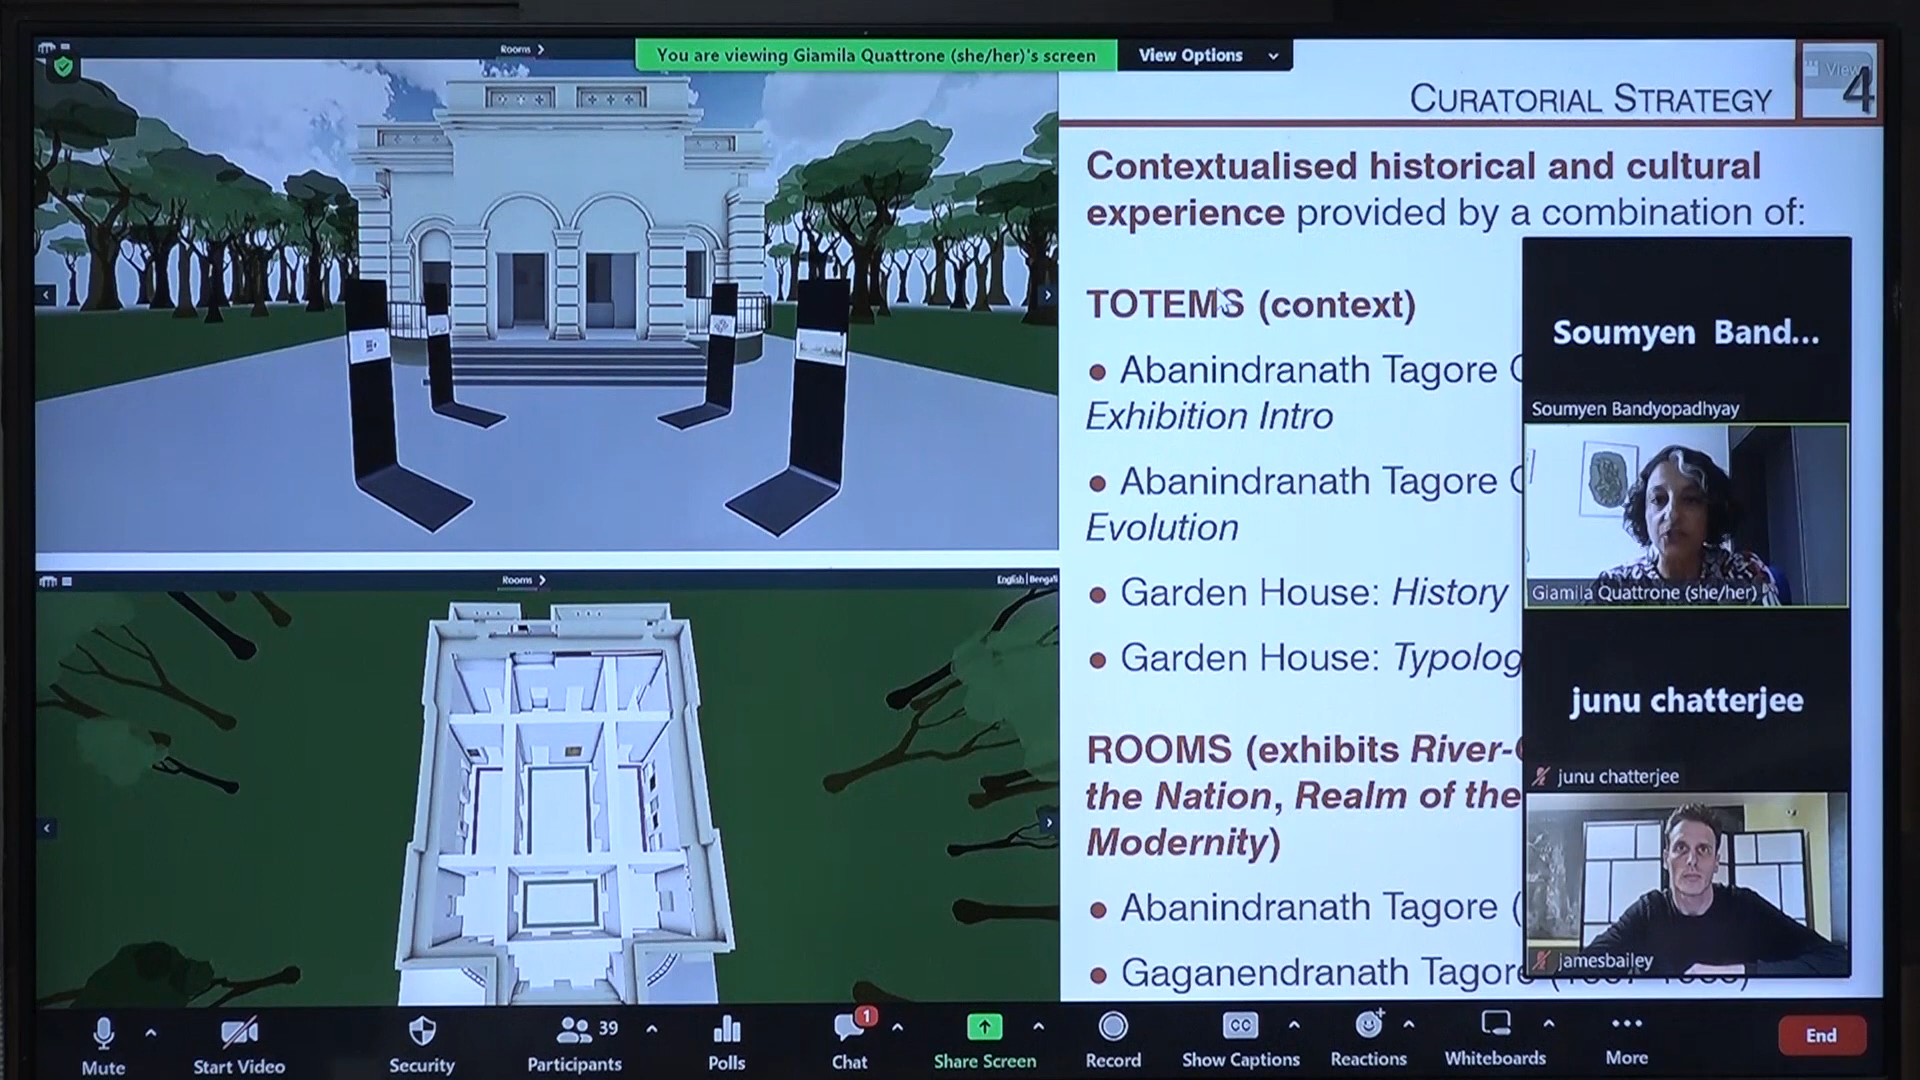 Rooms
You are viewing Giamila Quattrone (she/her)'s screen
View Options
View
CURATORIAL STRATEGY
4
Contextualised historical and cultural
experience provided by a combination of:
TOTEMS (context)
• Abanindranath Tagore
Exhibition Intro
• Abanindranath Tagore
Evolution
• Garden House: History
• Garden House: Typolog
ROOMS (exhibits River-
the Nation, Realm of the
Modernity)
• Abanindranath Tagore (
• Gaganendranath Tagore
Soumyen Band...
Soumyen Bandyopadhyay
Giamila Quattrone (she/her)
junu chatterjee
junu chatterjee
jamesbailey
Rooms
English | Bengali
Mute
Start Video
Security
39
Participants
Polls
1
Chat
Share Screen
Record
CC
Show Captions
Reactions
Whiteboards
More
End